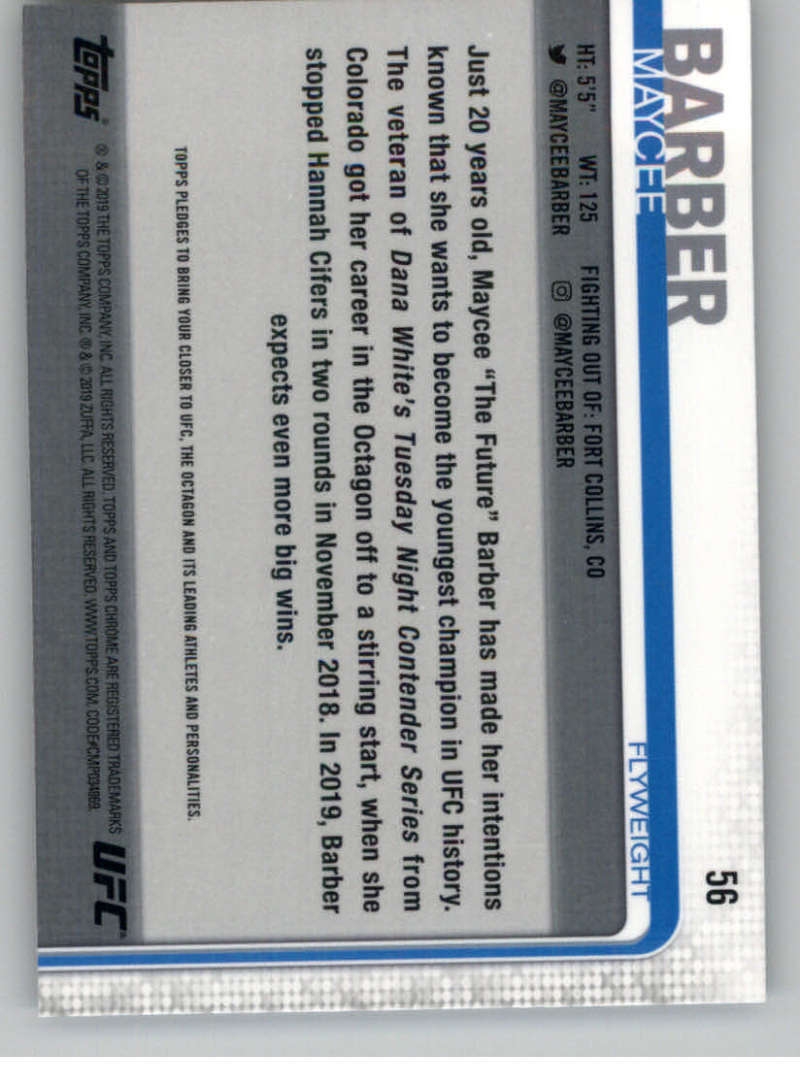 56
BARBER
MAYCEE
FLYWEIGHT
HT: 5'5" WT: 125 FIGHTING OUT OF: FORT COLLINS, CO
@MAYCEEBARBER @MAYCEEBARBER
Just 20 years old, Maycee “The Future” Barber has made her intentions
known that she wants to become the youngest champion in UFC history.
The veteran of Dana White's Tuesday Night Contender Series from
Colorado got her career in the Octagon off to a stirring start, when she
stopped Hannah Cifers in two rounds in November 2018. In 2019, Barber
expects even more big wins.
TOPPS PLEDGES TO BRING YOUR CLOSER TO UFC, THE OCTAGON AND ITS LEADING ATHLETES AND PERSONALITIES.
topps®
® & © 2019 THE TOPPS COMPANY, INC. ALL RIGHTS RESERVED. TOPPS AND TOPPS CHROME ARE REGISTERED TRADEMARKS
OF THE TOPPS COMPANY, INC. ® & © 2019 ZUFFA, LLC. ALL RIGHTS RESERVED. WWW.TOPPS.COM. CODE#CMP034869.
UFC